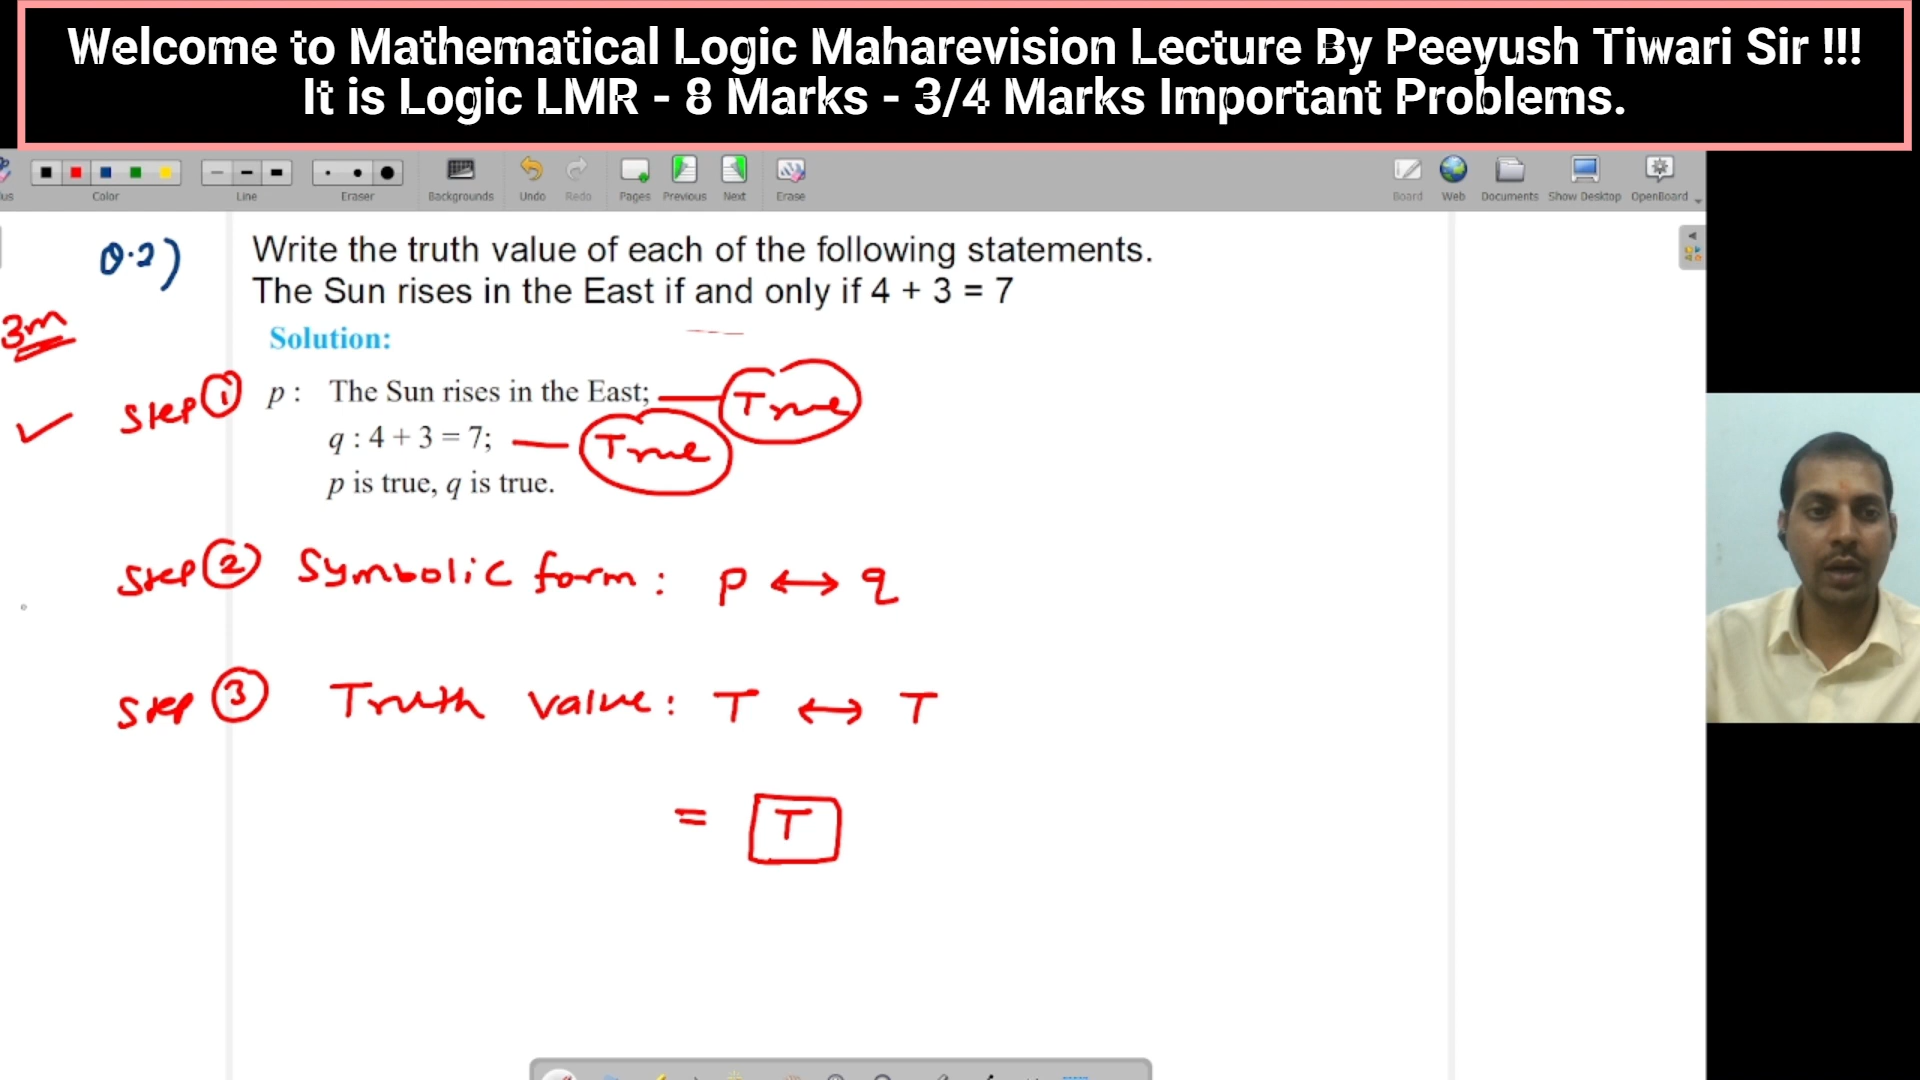 Welcome to Mathematical Logic Maharevision Lecture By Peeyush Tiwari Sir !!!
It is Logic LMR - 8 Marks - 3/4 Marks Important Problems.
Color Line Eraser Backgrounds Undo Redo Pages Previous Next Erase Board Web Documents Show Desktop OpenBoard
Q.2) Write the truth value of each of the following statements.
The Sun rises in the East if and only if 4 + 3 = 7
3m
Solution:
Step ① p : The Sun rises in the East; — True
q : 4 + 3 = 7; — True
p is true, q is true.
Step ② Symbolic form : p ↔ q
Step ③ Truth value : T ↔ T
= T